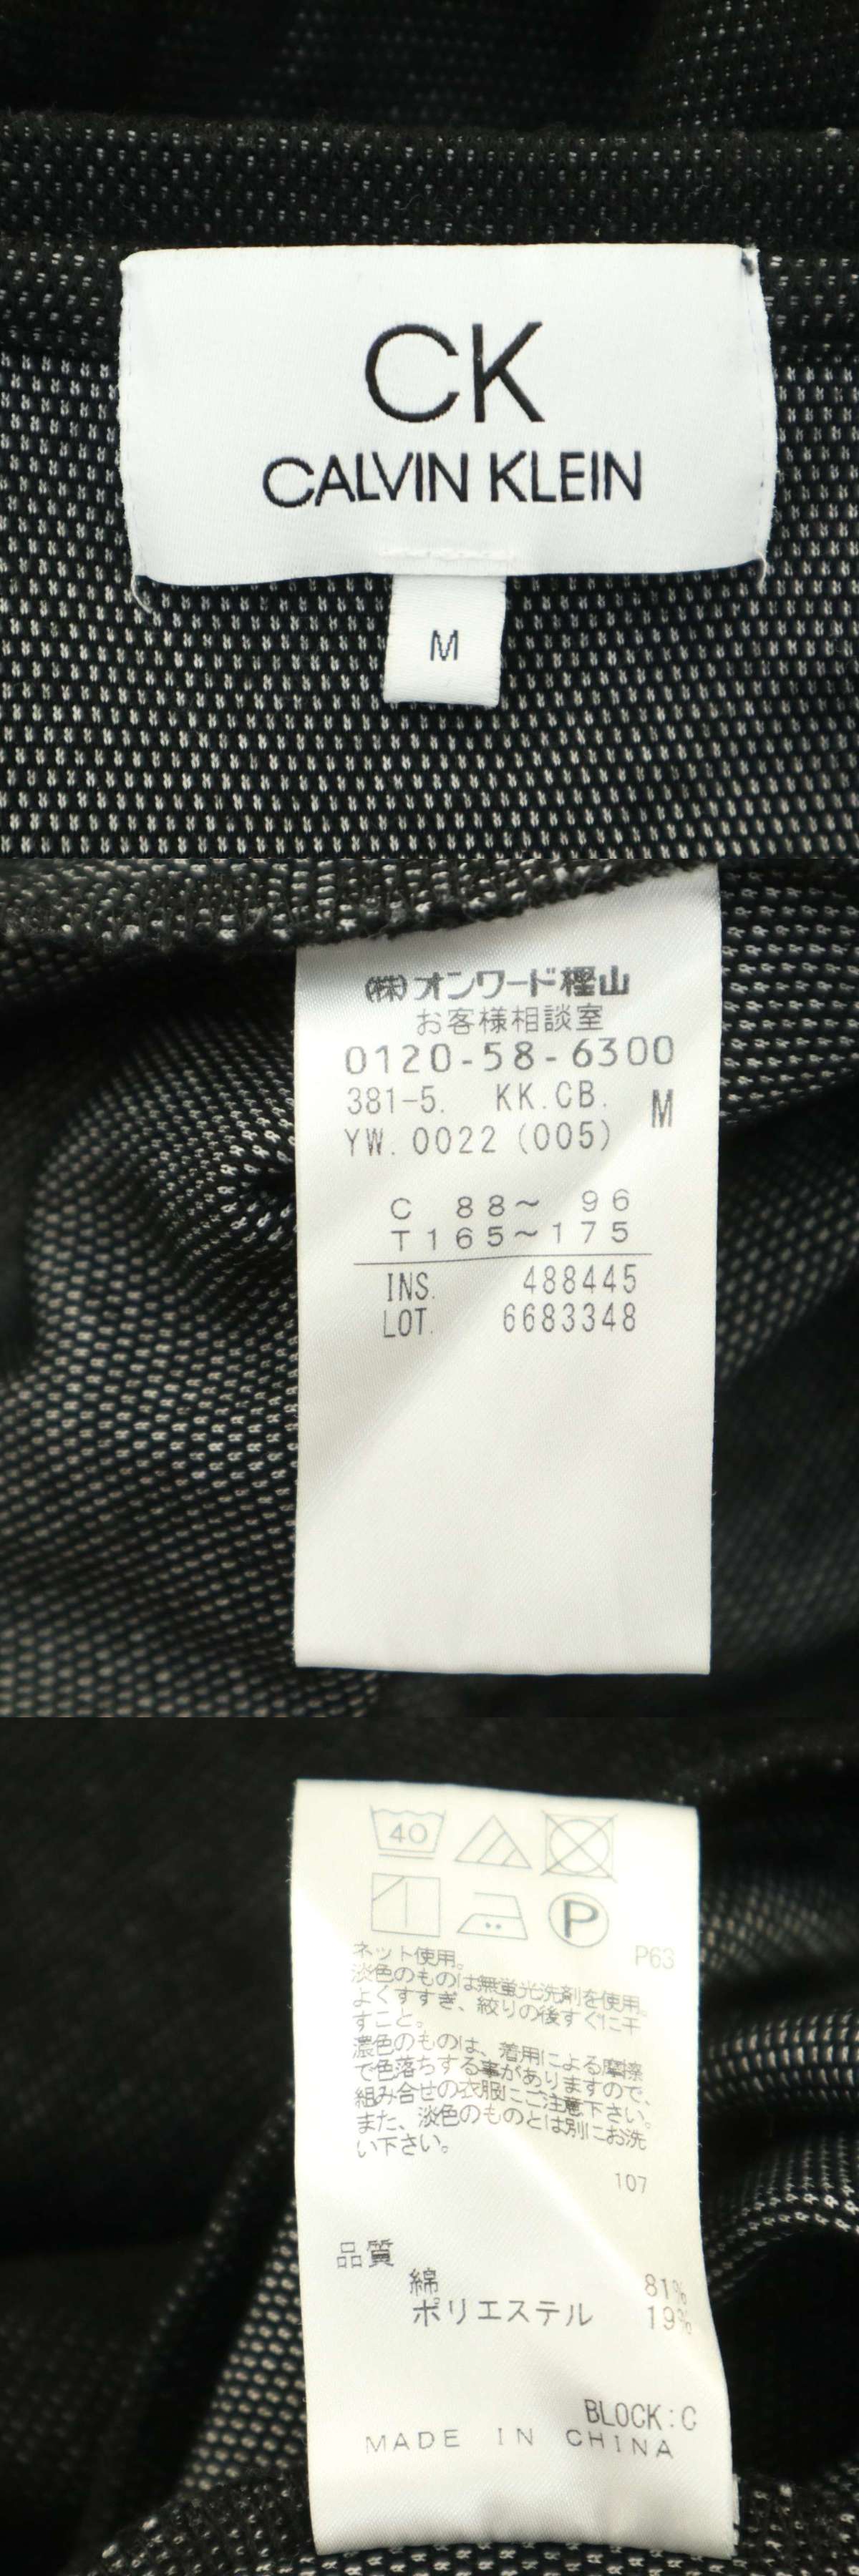 CK
CALVIN KLEIN
M
(株)オンワード樫山
お客様相談室
0120-58-6300
381-5. KK.CB. M
YW.0022(005)
C 88~ 96
T165~175
INS. 488445
LOT. 6683348
40
P
P63
ネット使用。
淡色のものは無蛍光洗剤を使用。
よくすすぎ、絞りの後すぐに干
すこと。
濃色のものは、着用による摩擦
で色落ちする事がありますので、
組み合せの衣服にご注意下さい。
また、淡色のものとは別にお洗
い下さい。
107
品質
綿 81%
ポリエステル 19%
BLOCK:C
MADE IN CHINA